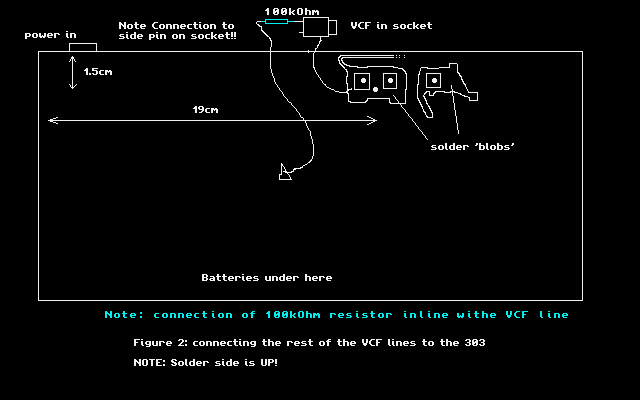 100kOhm
Note Connection to
side pin on socket!!
VCF in socket
power in
1.5cm
19cm
solder 'blobs'
Batteries under here
Note: connection of 100kOhm resistor inline withe VCF line
Figure 2: connecting the rest of the VCF lines to the 303
NOTE: Solder side is UP!